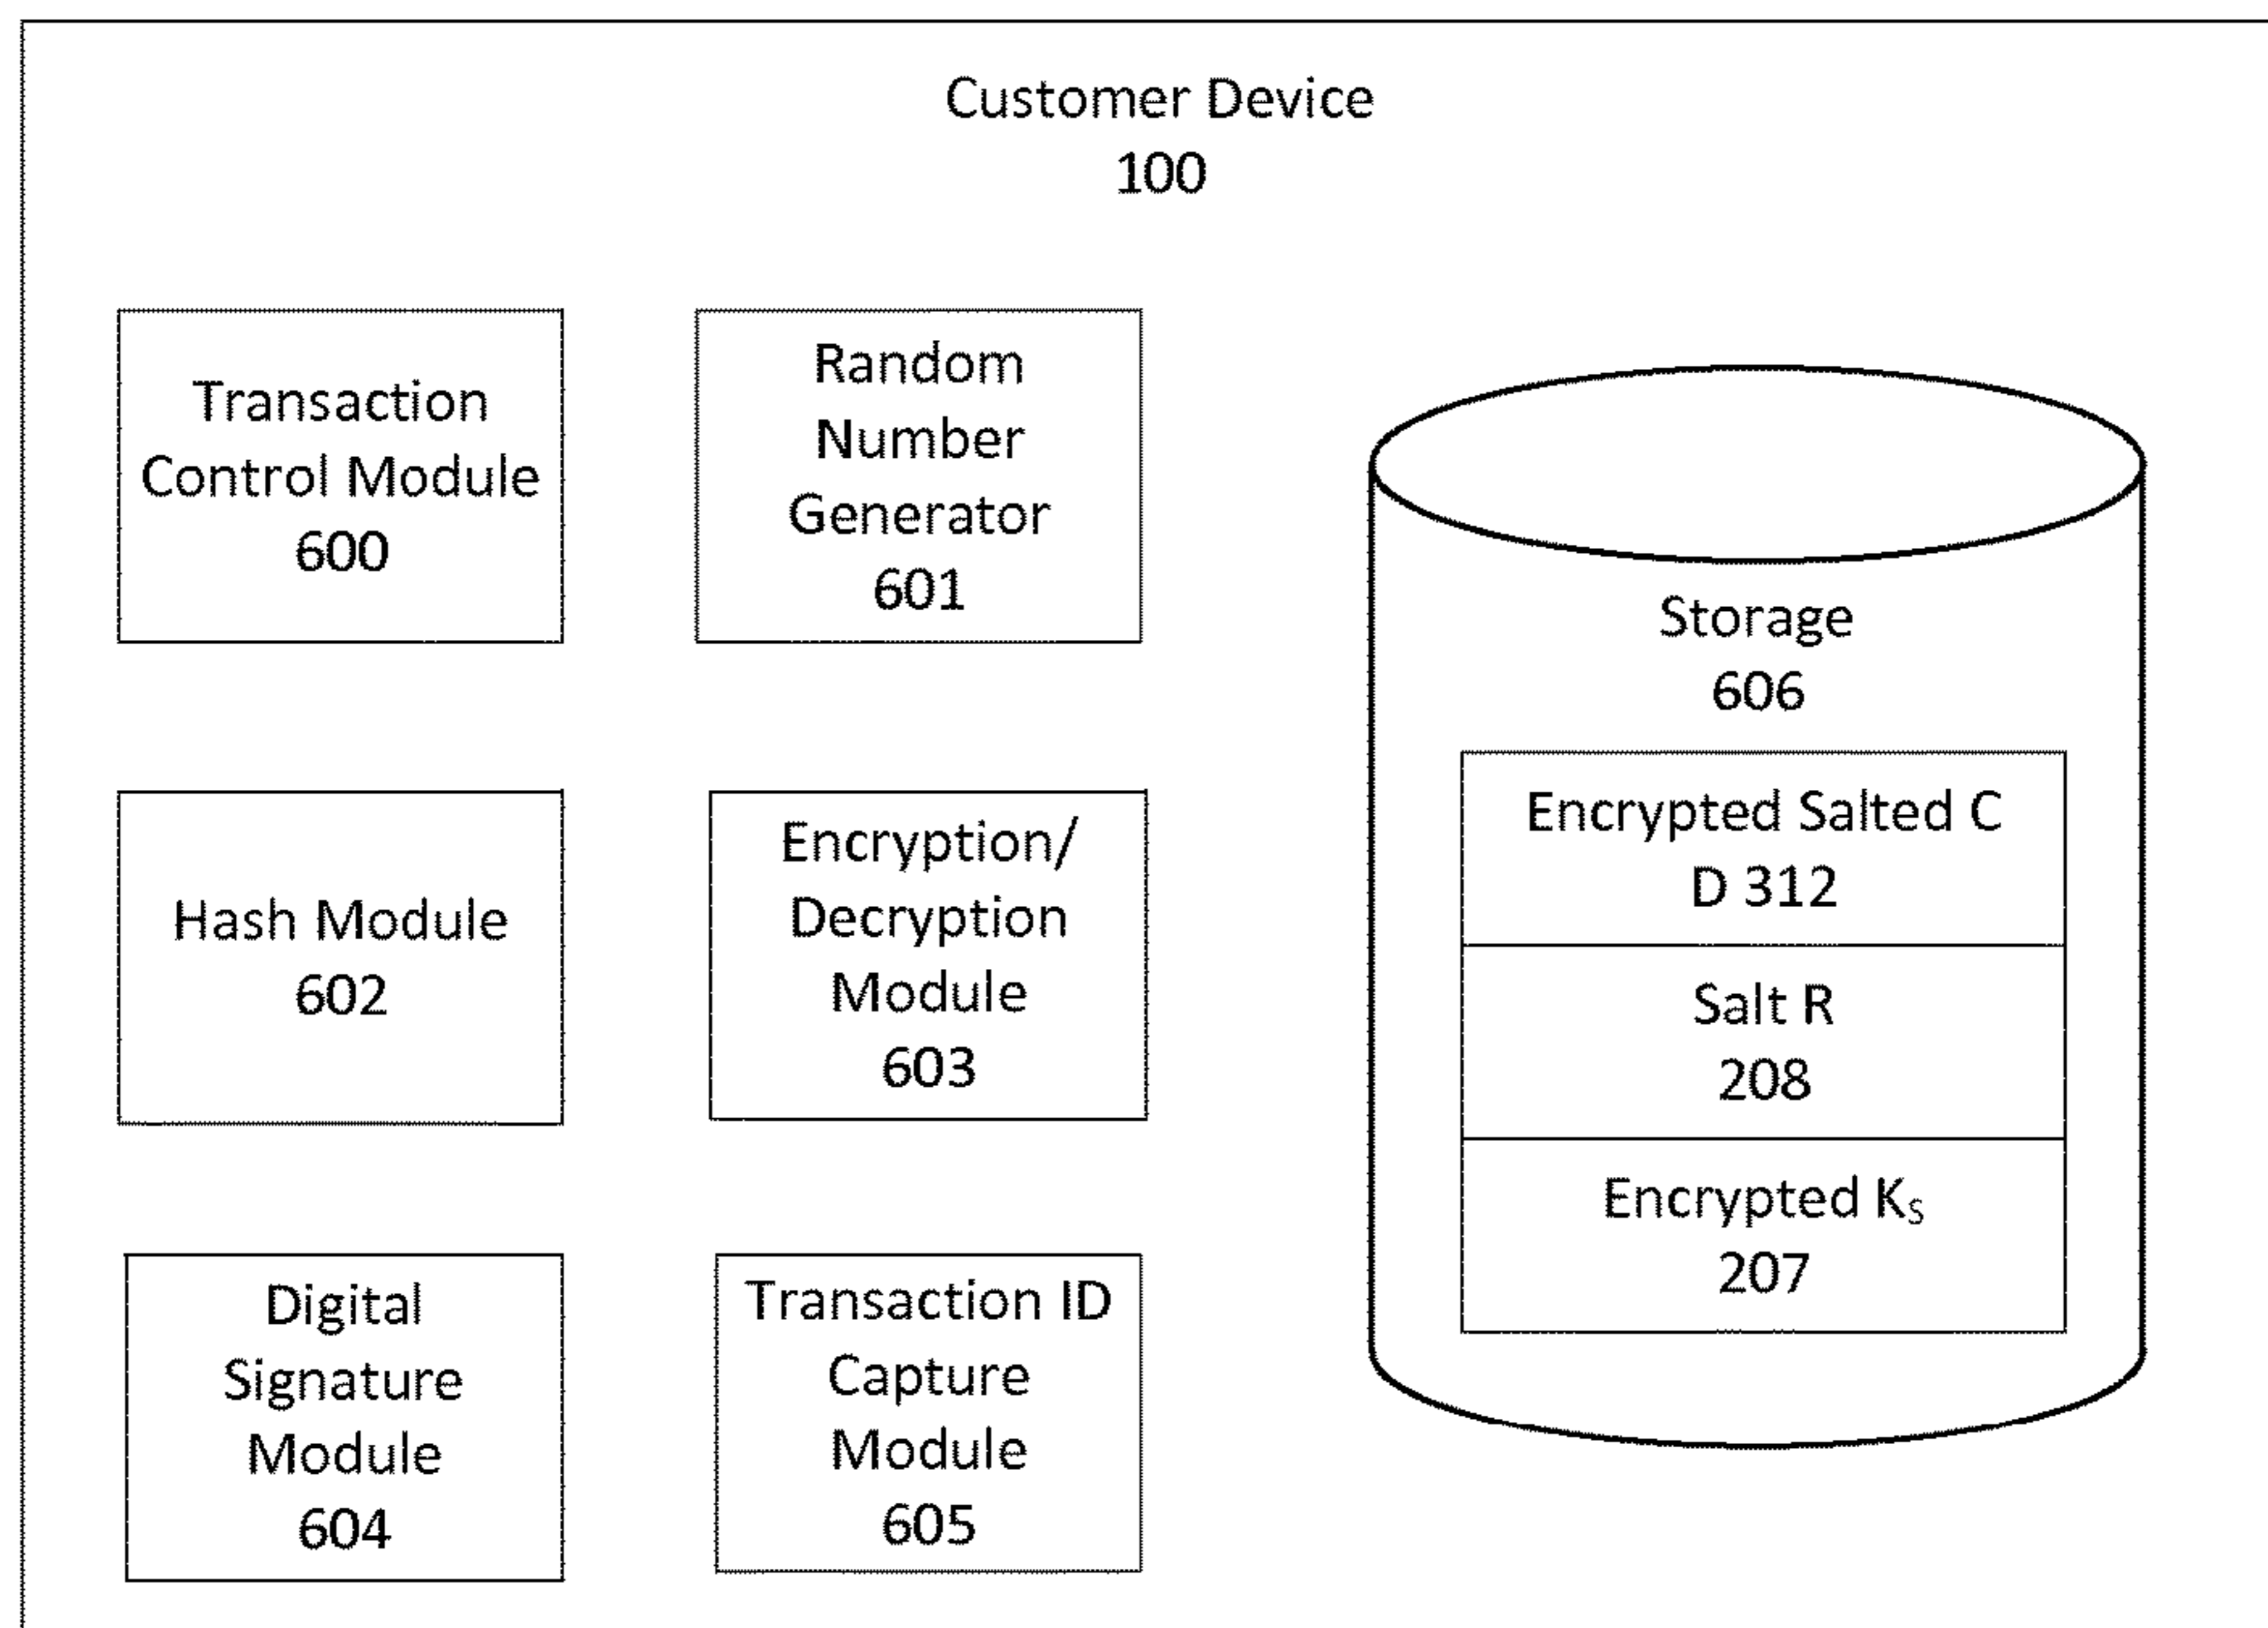 Customer Device
100
Transaction
Control Module
600
Random
Number
Generator
601
Hash Module
602
Encryption/
Decryption
Module
603
Digital
Signature
Module
604
Transaction ID
Capture
Module
605
Storage
606
Encrypted Salted C
D 312
Salt R
208
Encrypted Ks
207